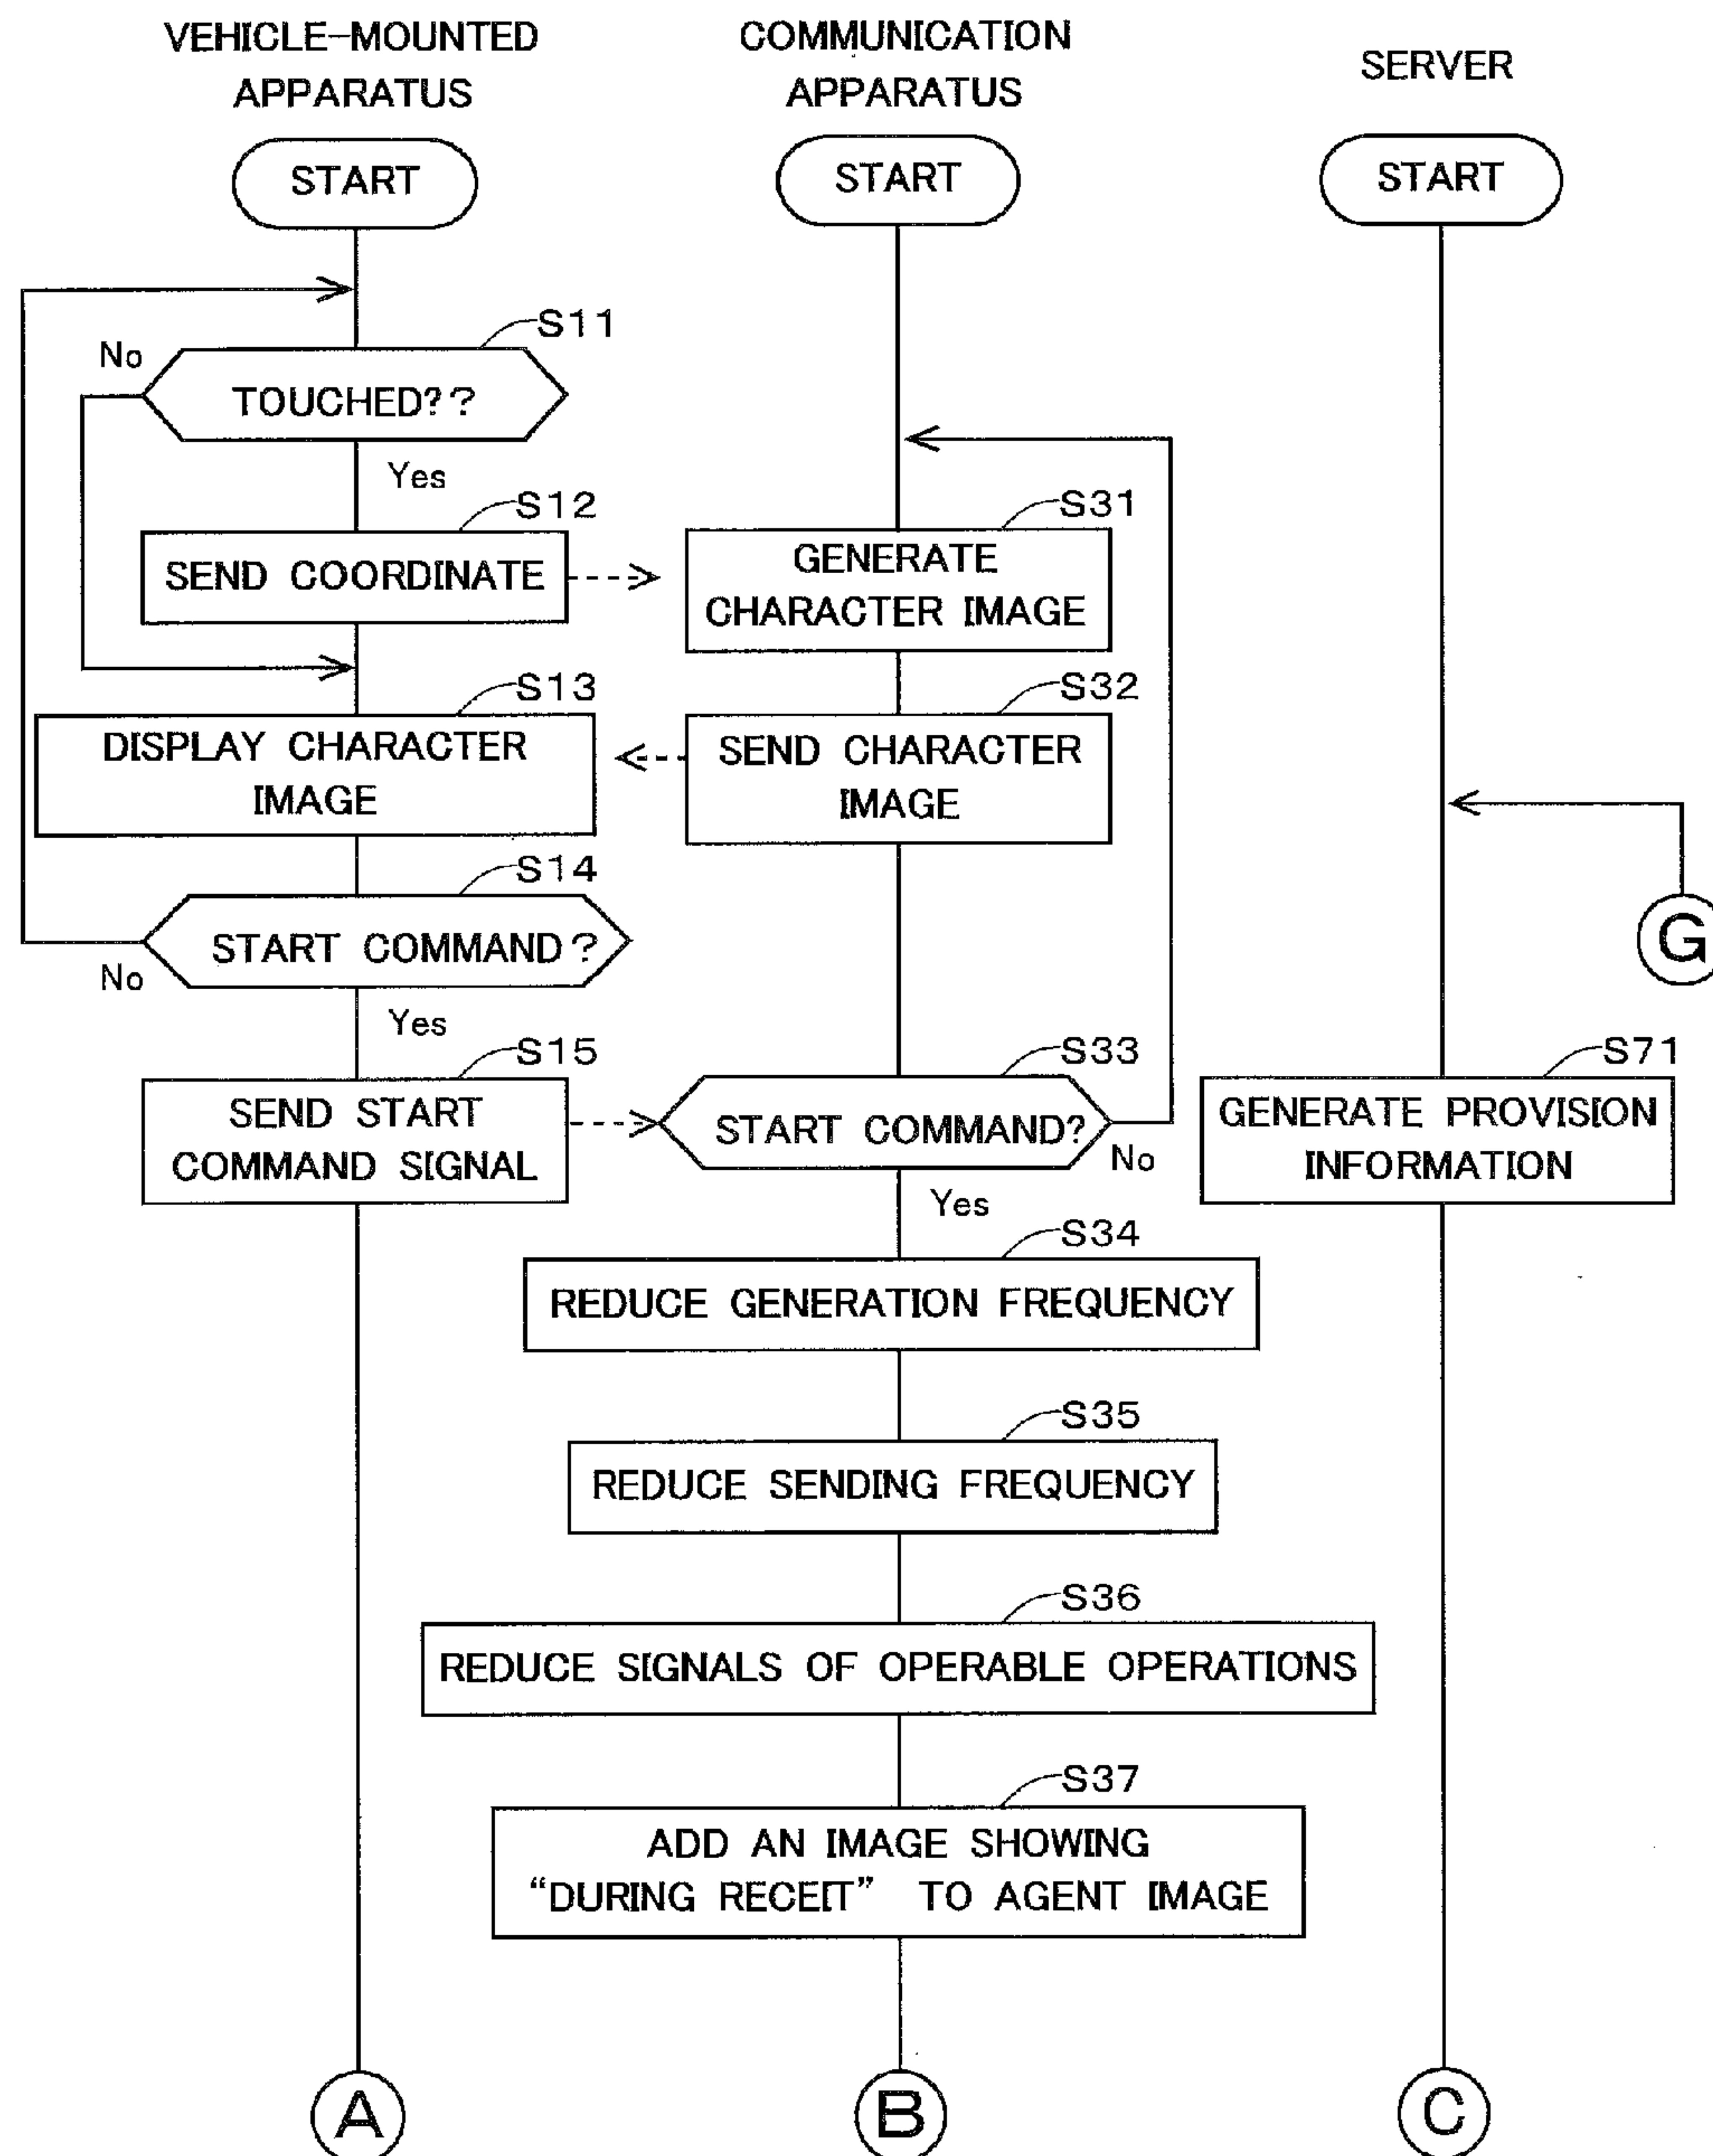 VEHICLE-MOUNTED
APPARATUS
COMMUNICATION
APPARATUS
SERVER
START
START
START
S11
No
TOUCHED??
Yes
S12
SEND COORDINATE
S31
GENERATE
CHARACTER IMAGE
S13
DISPLAY CHARACTER
IMAGE
S32
SEND CHARACTER
IMAGE
S14
START COMMAND?
No
Yes
G
S15
SEND START
COMMAND SIGNAL
S33
START COMMAND?
No
Yes
S71
GENERATE PROVISION
INFORMATION
S34
REDUCE GENERATION FREQUENCY
S35
REDUCE SENDING FREQUENCY
S36
REDUCE SIGNALS OF OPERABLE OPERATIONS
S37
ADD AN IMAGE SHOWING
“DURING RECEIT” TO AGENT IMAGE
A
B
C